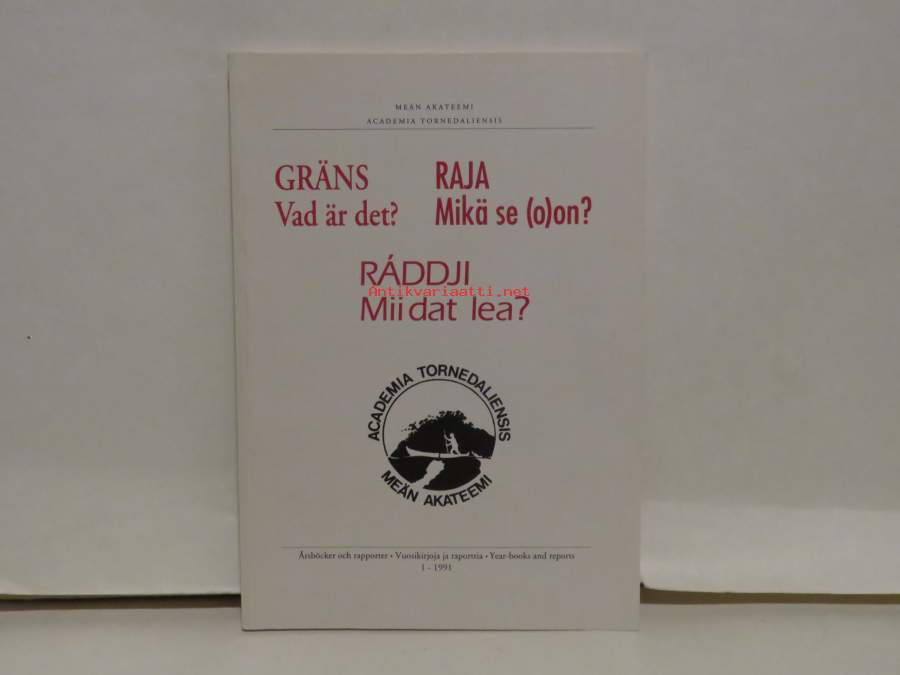 MEÄN AKATEEMI
ACADEMIA TORNEDALIENSIS
GRÄNS
Vad är det?
RAJA
Mikä se (o)on?
RÁDDJI
Antikvariaatti.net
Mii dat lea?
ACADEMIA TORNEDALIENSIS
MEÄN AKATEEMI
Årsböcker och rapporter • Vuosikirjoja ja raportria • Year-books and reports
1 - 1991